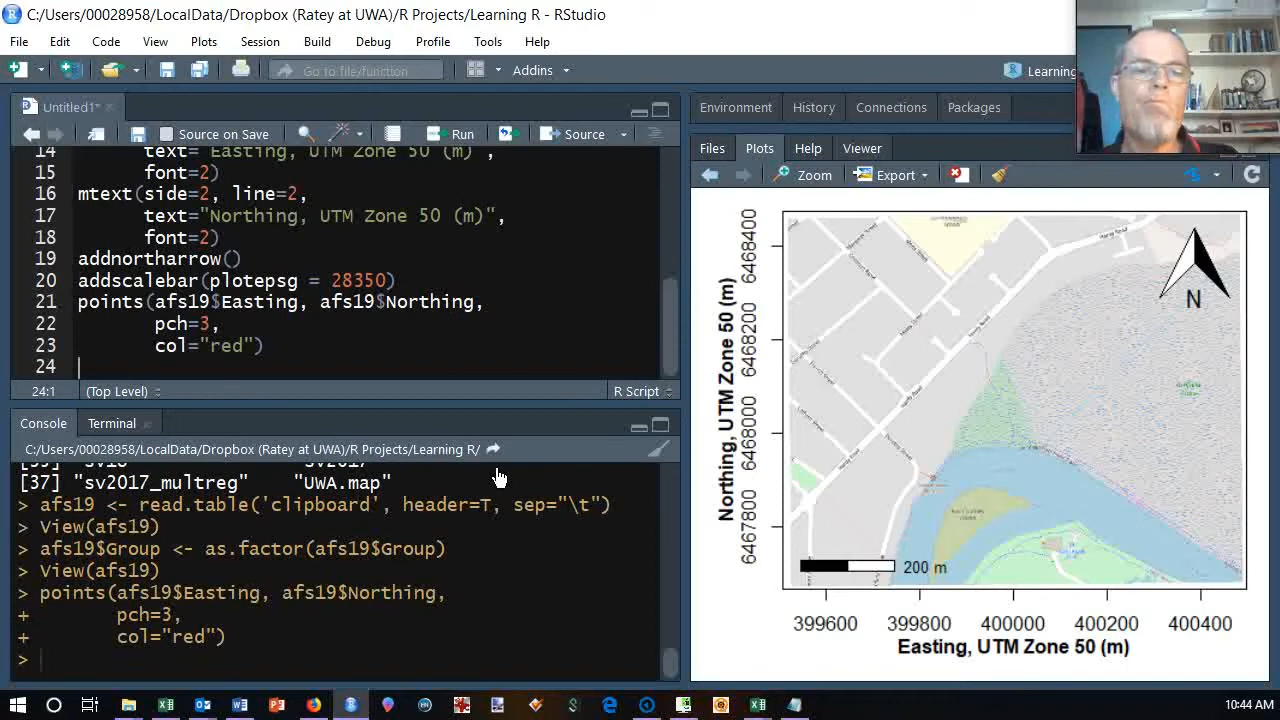 C:/Users/00028958/LocalData/Dropbox (Ratey at UWA)/R Projects/Learning R - RStudio
File Edit Code View Plots Session Build Debug Profile Tools Help
Go to file/function Addins Learning
Untitled1*
Source on Save Run Source
14 text="Easting, UTM Zone 50 (m)",
15 font=2)
16 mtext(side=2, line=2,
17 text="Northing, UTM Zone 50 (m)",
18 font=2)
19 addnortharrow()
20 addscalebar(plotepsg = 28350)
21 points(afs19$Easting, afs19$Northing,
22 pch=3,
23 col="red")
24
24:1 (Top Level) R Script
Console Terminal
C:/Users/00028958/LocalData/Dropbox (Ratey at UWA)/R Projects/Learning R/
[37] "sv2017_multreg" "UWA.map"
> afs19 <- read.table('clipboard', header=T, sep="\t")
> View(afs19)
> afs19$Group <- as.factor(afs19$Group)
> View(afs19)
> points(afs19$Easting, afs19$Northing,
+ pch=3,
+ col="red")
>
Environment History Connections Packages
Files Plots Help Viewer
Zoom Export
Northing, UTM Zone 50 (m)
6467800 6468000 6468200 6468400
N
200 m
399600 399800 400000 400200 400400
Easting, UTM Zone 50 (m)
10:44 AM